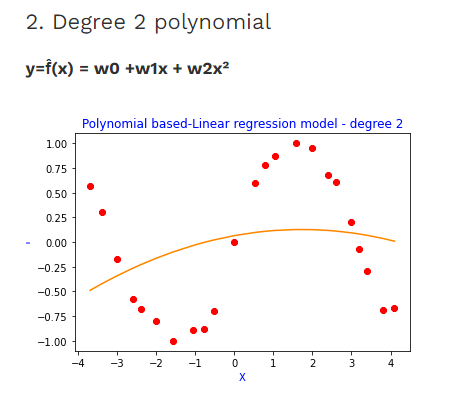 2. Degree 2 polynomial
y=f̂(x) = w0 +w1x + w2x²
Polynomial based-Linear regression model - degree 2
1.00
0.75
0.50
0.25
0.00
−0.25
−0.50
−0.75
−1.00
−4 −3 −2 −1 0 1 2 3 4
X